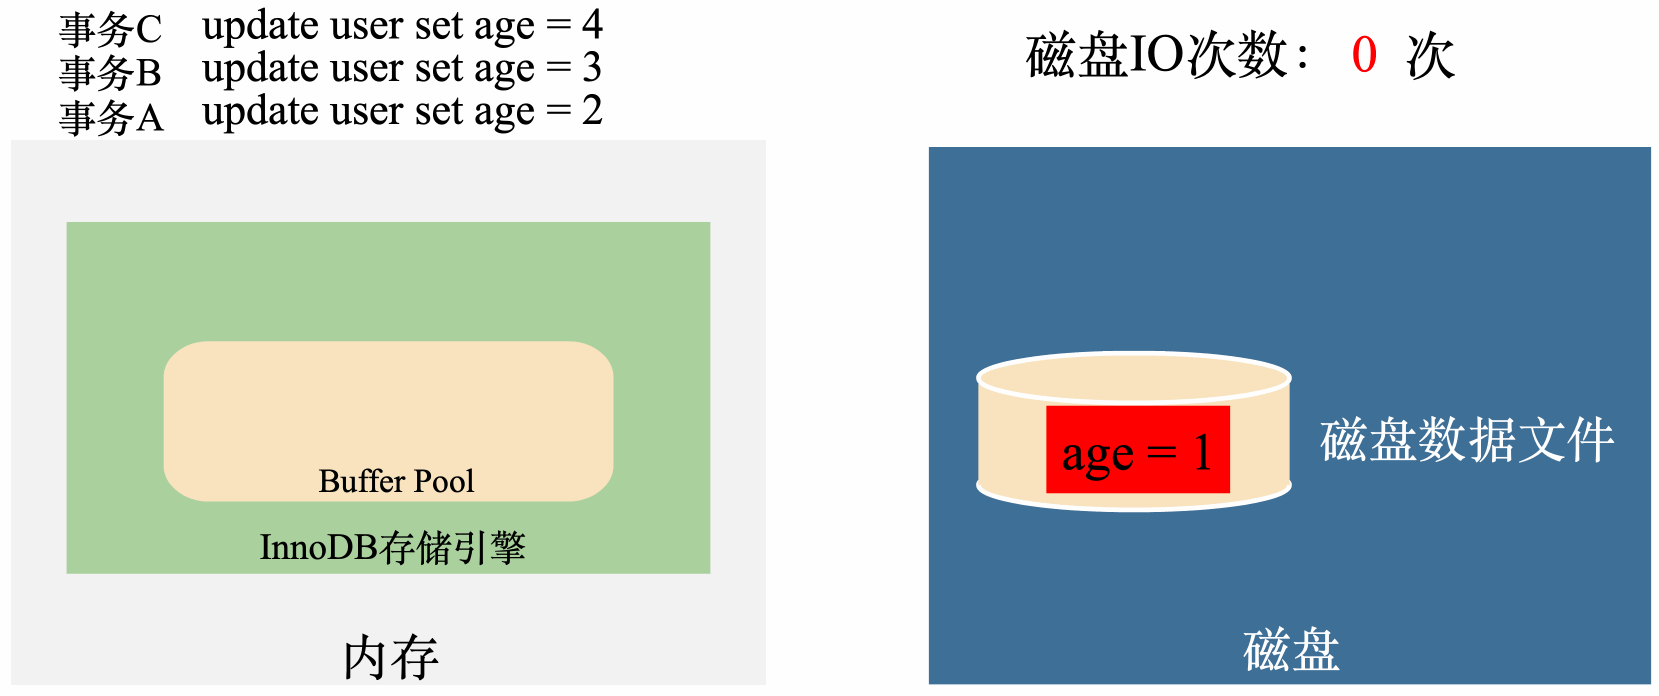 事务C update user set age = 4
事务B update user set age = 3
事务A update user set age = 2
磁盘IO次数： 0 次
Buffer Pool
InnoDB存储引擎
内存
age = 1
磁盘数据文件
磁盘